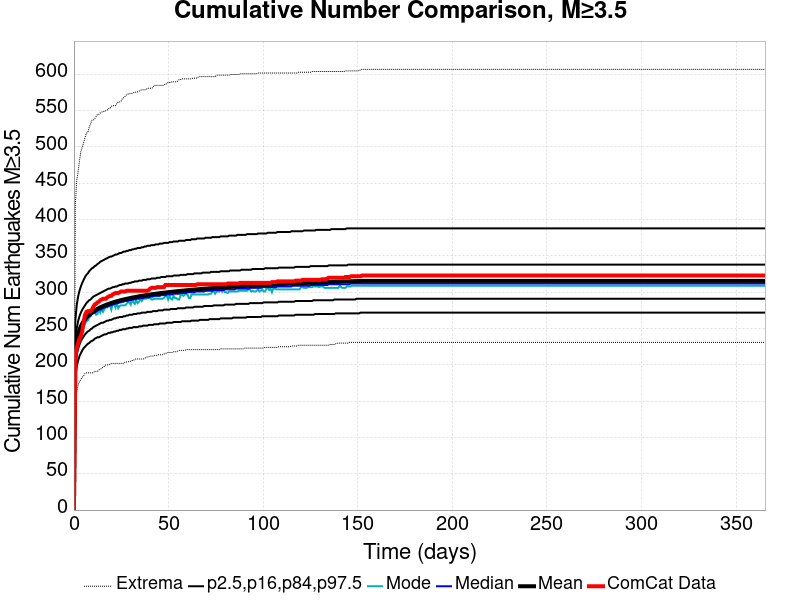 Cumulative Number Comparison, M≥3.5
Cumulative Num Earthquakes M≥3.5
600
550
500
450
400
350
300
250
200
150
100
50
0
0 50 100 150 200 250 300 350
Time (days)
Extrema p2.5,p16,p84,p97.5 Mode Median Mean ComCat Data